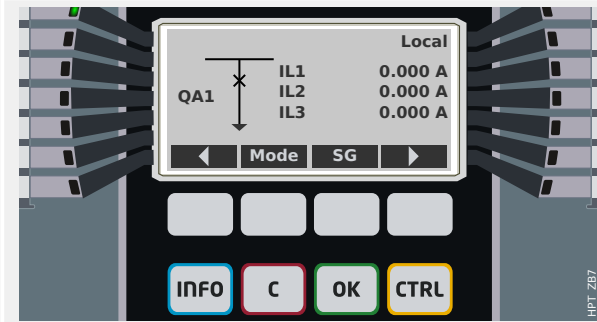 Local
IL1 0.000 A
QA1 IL2 0.000 A
IL3 0.000 A
Mode SG
INFO C OK CTRL
HPT ZB7